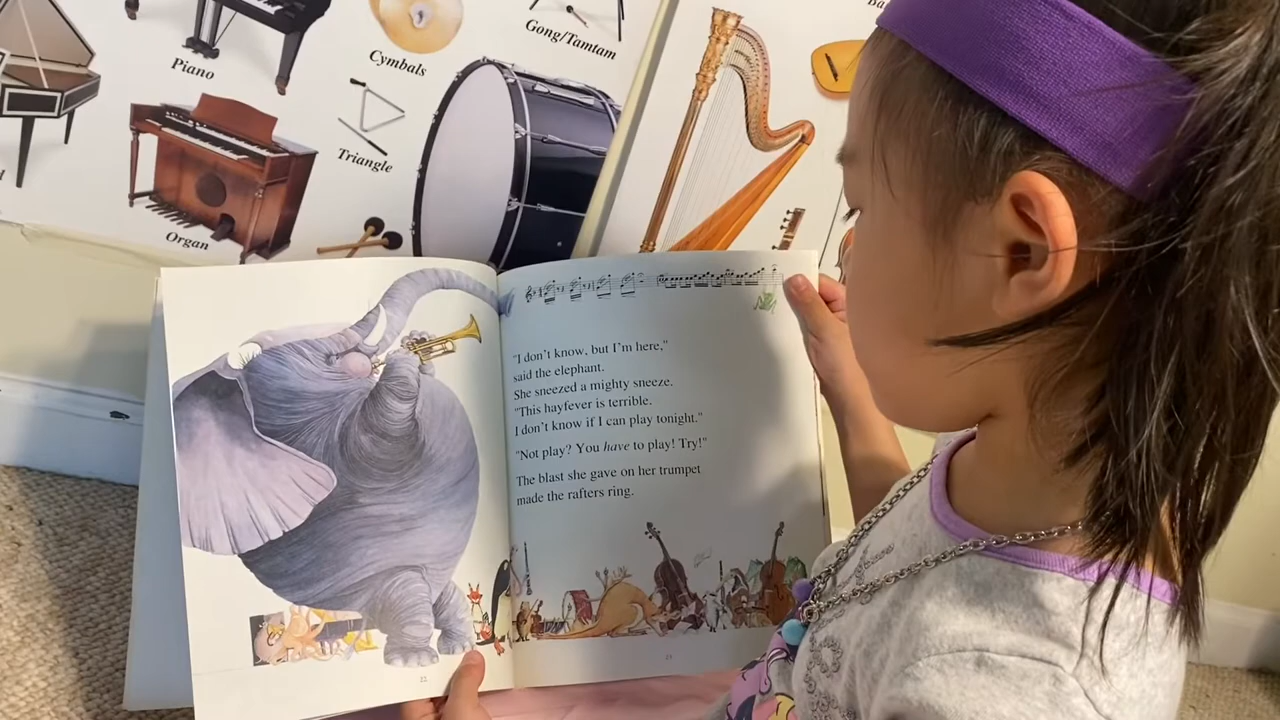 Piano
Cymbals
Gong/Tamtam
Triangle
Organ
"I don't know, but I'm here,"
said the elephant.
She sneezed a mighty sneeze.
"This hayfever is terrible.
I don't know if I can play tonight."
"Not play? You have to play! Try!"
The blast she gave on her trumpet
made the rafters ring.